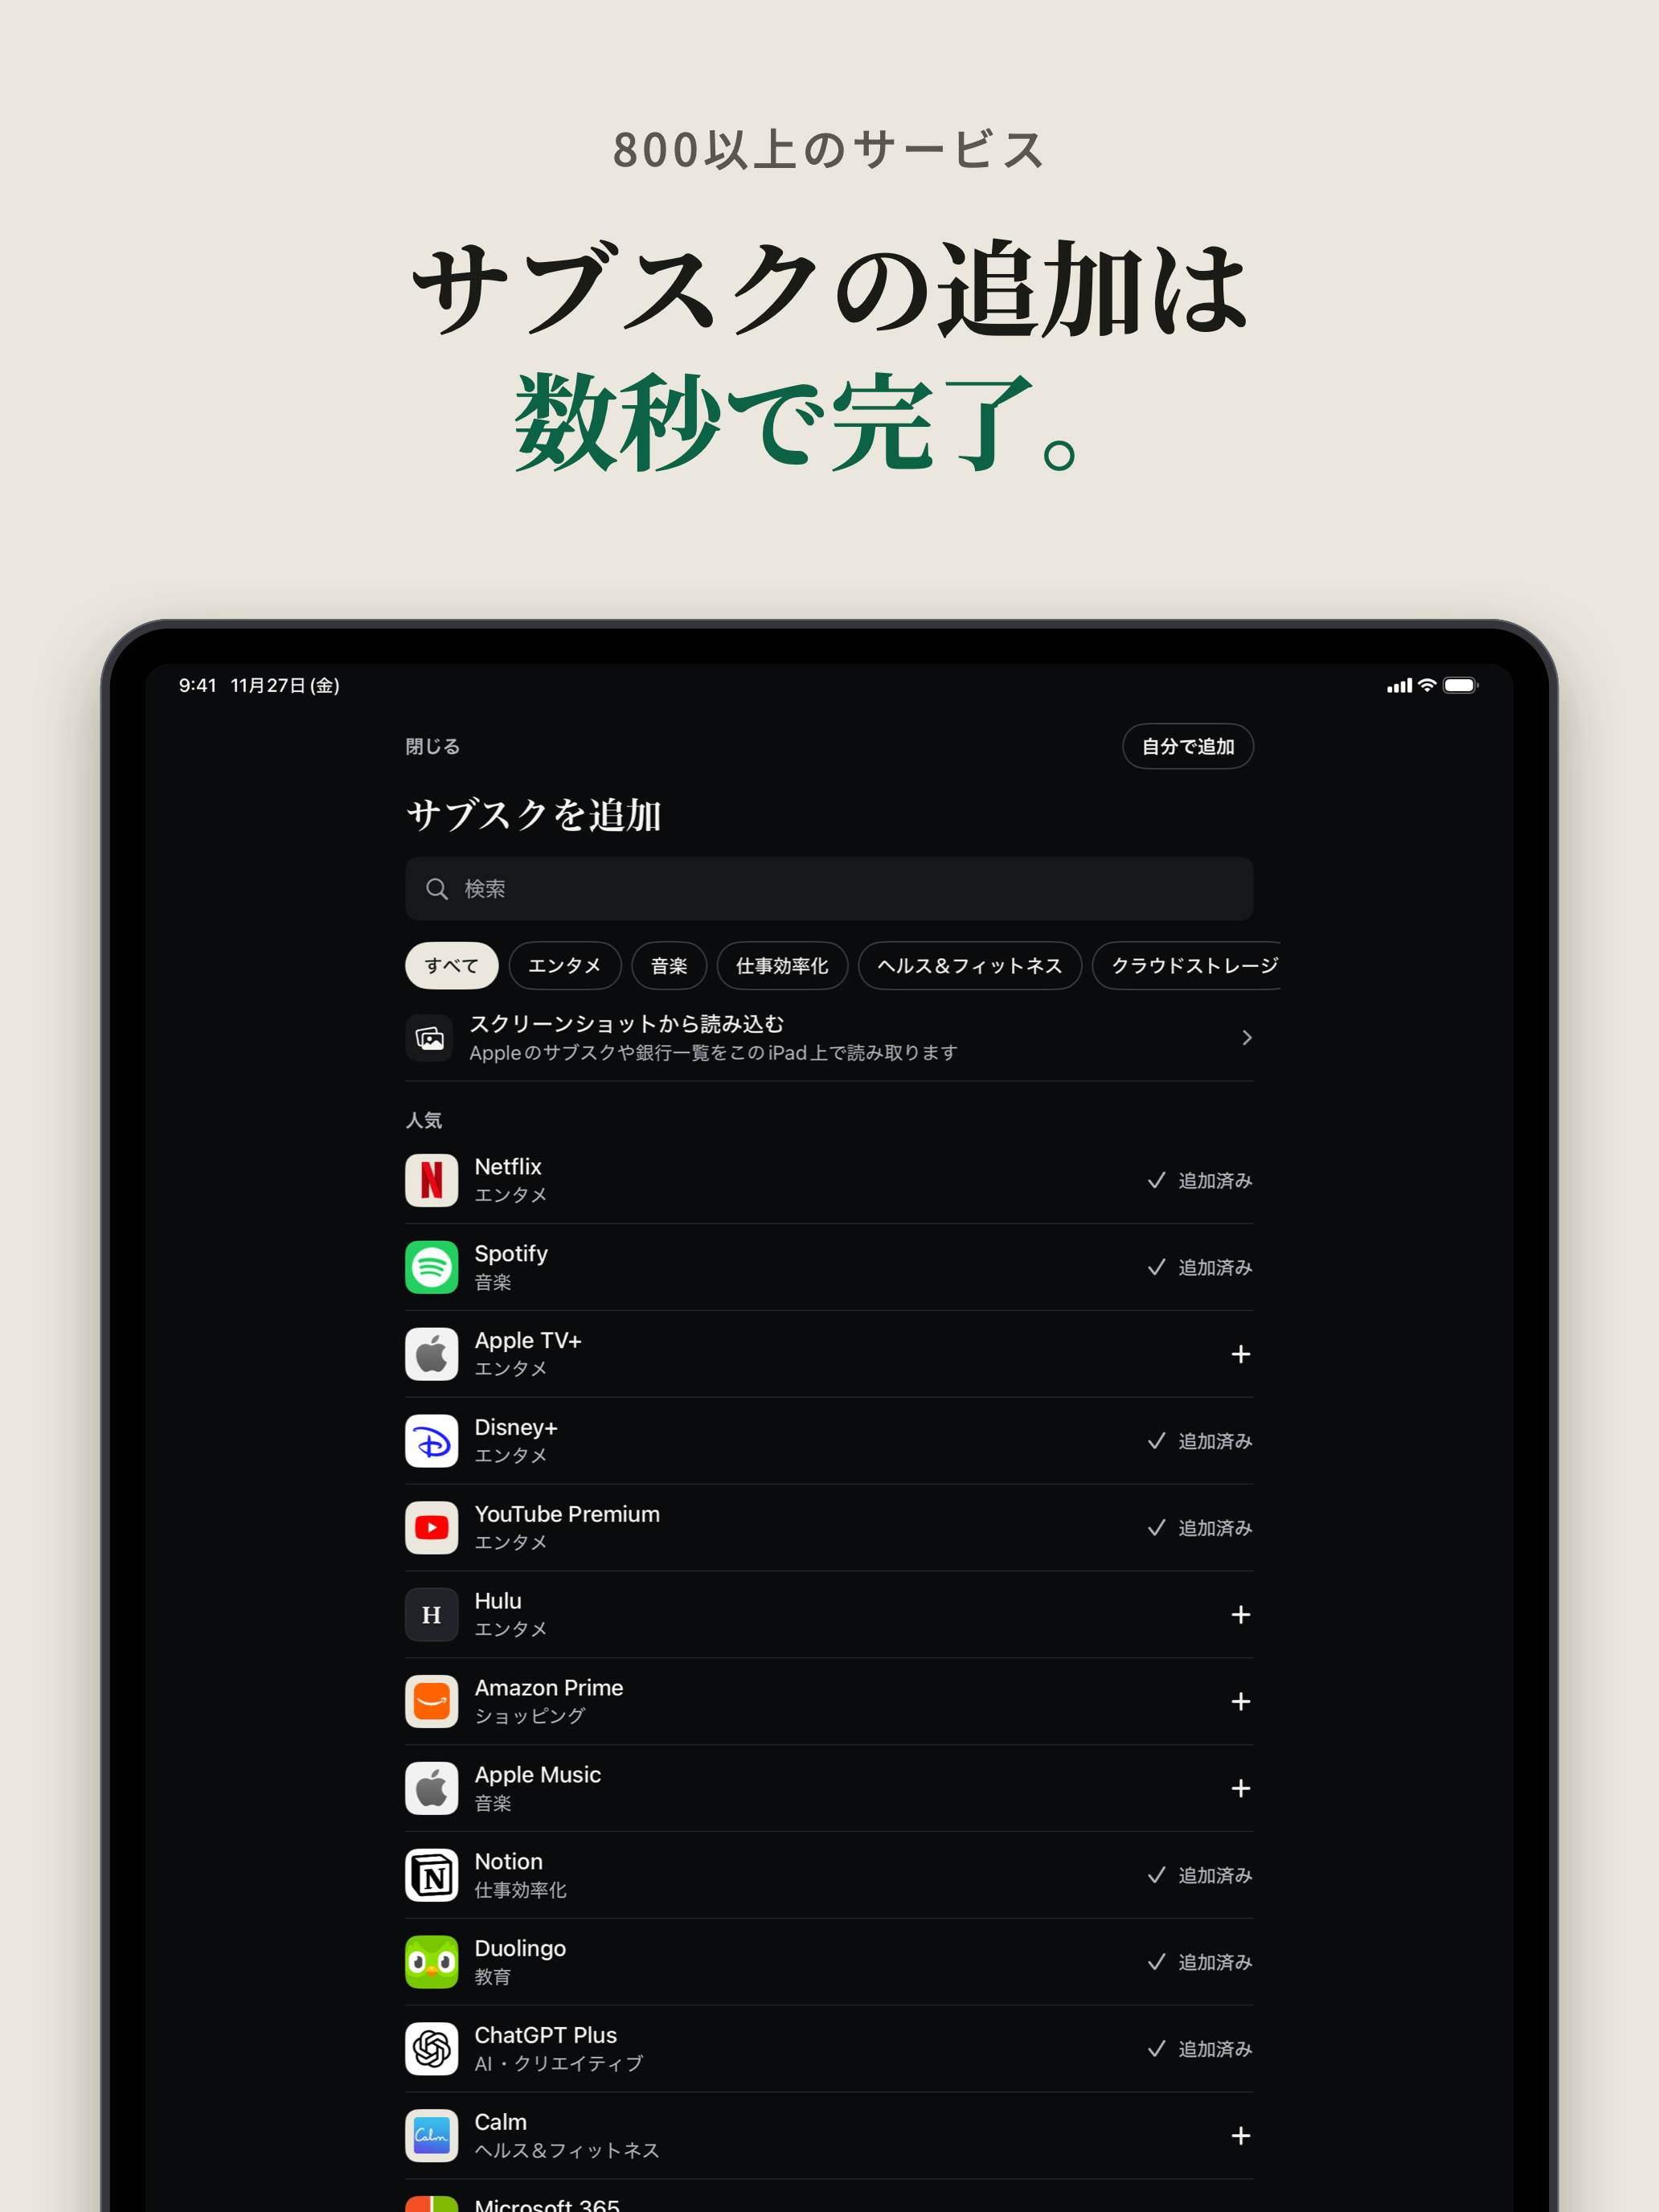 800以上のサービス
サブスクの追加は
数秒で完了。
9:41 11月27日(金)
閉じる
自分で追加
サブスクを追加
検索
すべて エンタメ 音楽 仕事効率化 ヘルス&フィットネス クラウドストレージ
スクリーンショットから読み込む
Appleのサブスクや銀行一覧をこのiPad上で読み取ります
人気
Netflix
エンタメ
追加済み
Spotify
音楽
追加済み
Apple TV+
エンタメ
Disney+
エンタメ
追加済み
YouTube Premium
エンタメ
追加済み
H
Hulu
エンタメ
Amazon Prime
ショッピング
Apple Music
音楽
Notion
仕事効率化
追加済み
Duolingo
教育
追加済み
ChatGPT Plus
AI・クリエイティブ
追加済み
Calm
Calm
ヘルス&フィットネス
Microsoft 365